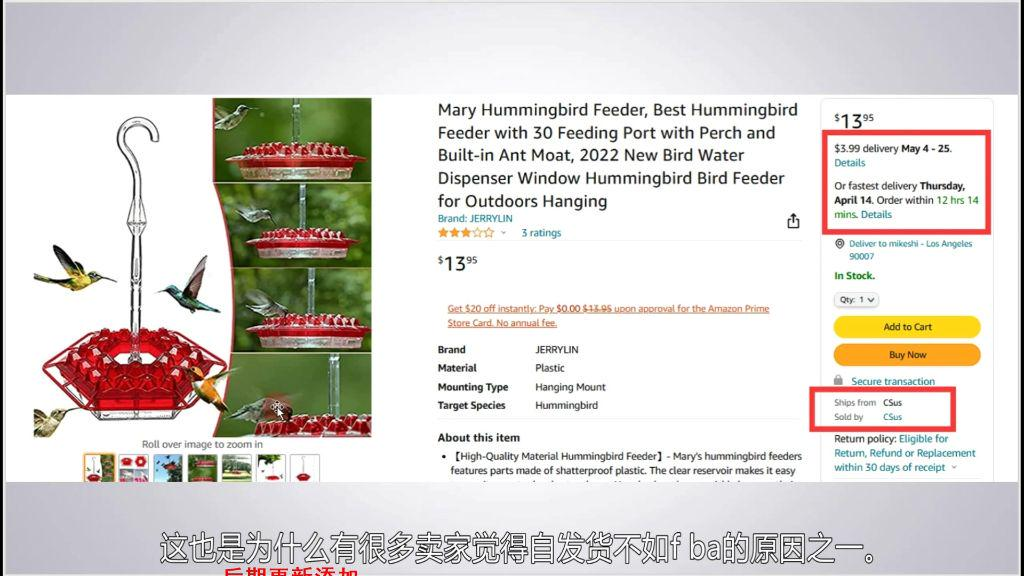 Mary Hummingbird Feeder, Best Hummingbird
Feeder with 30 Feeding Port with Perch and
Built-in Ant Moat, 2022 New Bird Water
Dispenser Window Hummingbird Bird Feeder
for Outdoors Hanging
Brand: JERRYLIN
3 ratings
$13⁹⁵
Get $20 off instantly: Pay $0.00 $13.95 upon approval for the Amazon Prime
Store Card. No annual fee.
Brand JERRYLIN
Material Plastic
Mounting Type Hanging Mount
Target Species Hummingbird
About this item
• 【High-Quality Material Hummingbird Feeder】- Mary's hummingbird feeders
features parts made of shatterproof plastic. The clear reservoir makes it easy
Roll over image to zoom in
$13⁹⁵
$3.99 delivery May 4 - 25.
Details
Or fastest delivery Thursday,
April 14. Order within 12 hrs 14
mins. Details
Deliver to mikeshi - Los Angeles
90007
In Stock.
Qty: 1
Add to Cart
Buy Now
Secure transaction
Ships from CSus
Sold by CSus
Return policy: Eligible for
Return, Refund or Replacement
within 30 days of receipt
这也是为什么有很多卖家觉得自发货不如f ba的原因之一。
后期更新添加